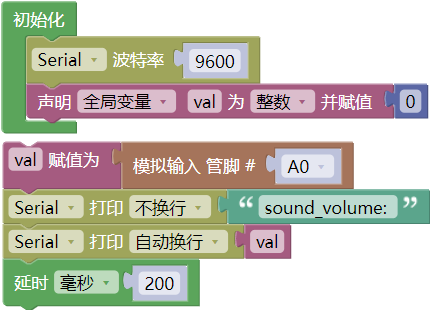 初始化
Serial 波特率 9600
声明 全局变量 val 为 整数 并赋值 0
val 赋值为 模拟输入 管脚 # A0
Serial 打印 不换行 “ sound_volume: ”
Serial 打印 自动换行 val
延时 毫秒 200